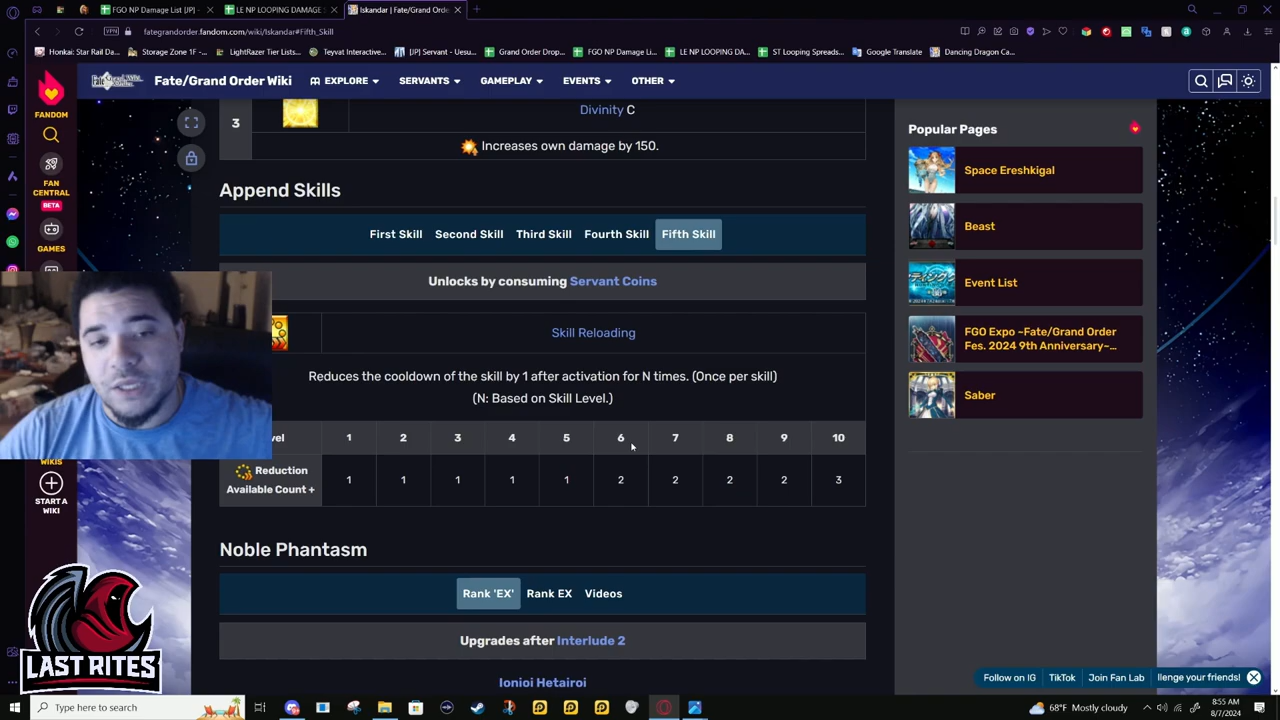 FGO NP Damage List [JP] -
LE NP LOOPING DAMAGE
Iskandar | Fate/Grand Order
VPN
fategrandorder.fandom.com/wiki/Iskandar#Fifth_Skill
Honkai: Star Rail Da...
Storage Zone 1F -...
LightRazer Tier Lists...
Teyvat Interactive...
[JP] Servant - Uesu...
Grand Order Drop...
FGO NP Damage Li...
LE NP LOOPING DA...
ST Looping Spreads...
Google Translate
Dancing Dragon Ca...
Fate/Grand Order Wiki
EXPLORE
SERVANTS
GAMEPLAY
EVENTS
OTHER
FANDOM
FAN CENTRAL
BETA
GAMES
WIKIS
START A WIKI
3
Divinity C
Increases own damage by 150.
Append Skills
First Skill Second Skill Third Skill Fourth Skill Fifth Skill
Unlocks by consuming Servant Coins
Skill Reloading
Reduces the cooldown of the skill by 1 after activation for N times. (Once per skill)
(N: Based on Skill Level.)
1 2 3 4 5 6 7 8 9 10
Reduction
Available Count +
1 1 1 1 1 2 2 2 2 3
Noble Phantasm
Rank 'EX' Rank EX Videos
Upgrades after Interlude 2
Ionioi Hetairoi
Popular Pages
Space Ereshkigal
Beast
Event List
FGO Expo ~Fate/Grand Order
Fes. 2024 9th Anniversary~...
Saber
Follow on IG
TikTok
Join Fan Lab
llenge your friends!
LAST RITES
Type here to search
68°F Mostly cloudy
8:55 AM
8/7/2024